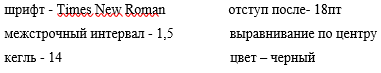 шрифт - Times New Roman отступ после- 18пт
межстрочный интервал - 1,5 выравнивание по центру
кегль - 14 цвет – черный